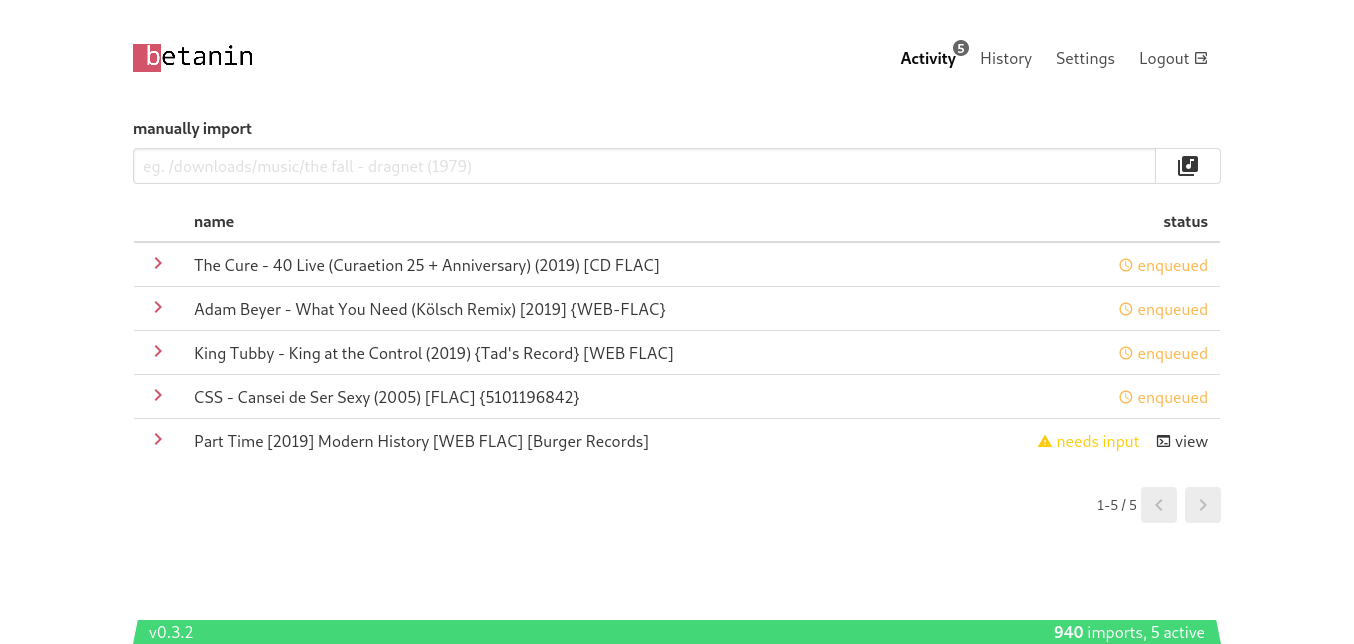 betanin
Activity 5 History Settings Logout
manually import
eg. /downloads/music/the fall - dragnet (1979)
name status
The Cure - 40 Live (Curaetion 25 + Anniversary) (2019) [CD FLAC] enqueued
Adam Beyer - What You Need (Kölsch Remix) [2019] {WEB-FLAC} enqueued
King Tubby - King at the Control (2019) {Tad's Record} [WEB FLAC] enqueued
CSS - Cansei de Ser Sexy (2005) [FLAC] {5101196842} enqueued
Part Time [2019] Modern History [WEB FLAC] [Burger Records] needs input view
1-5 / 5
v0.3.2 940 imports, 5 active